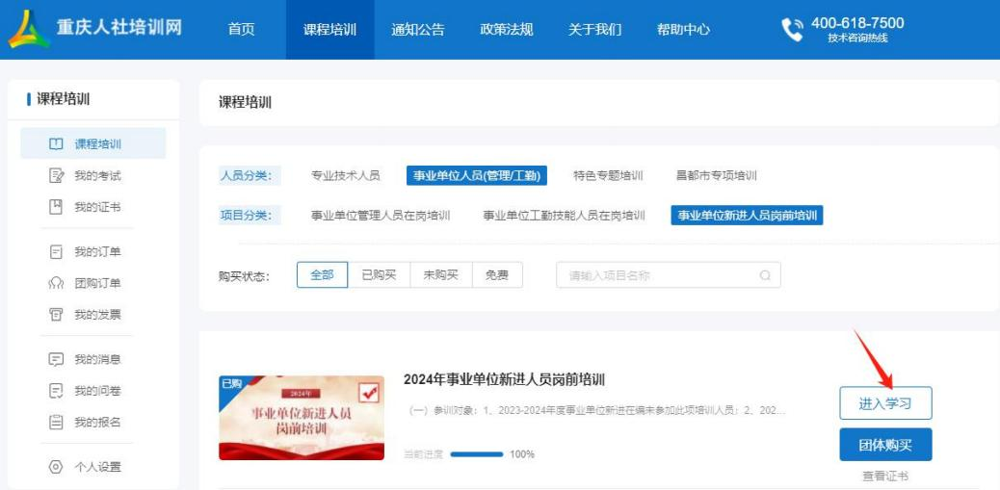 重庆人社培训网 首页 课程培训 通知公告 政策法规 关于我们 帮助中心 400-618-7500
技术咨询热线
课程培训
课程培训
我的考试
我的证书
我的订单
团购订单
我的发票
我的消息
我的问卷
我的报名
个人设置
课程培训
人员分类: 专业技术人员 事业单位人员(管理/工勤) 特色专题培训 昌都市专项培训
项目分类: 事业单位管理人员在岗培训 事业单位工勤技能人员在岗培训 事业单位新进人员岗前培训
购买状态: 全部 已购买 未购买 免费 请输入项目名称
已购
2024年
事业单位新进人员
岗前培训
2024年事业单位新进人员岗前培训
(一)参训对象: 1、2023-2024年度事业单位新进在编未参加此项培训人员; 2、202...
当前进度 100%
进入学习
团体购买
查看证书